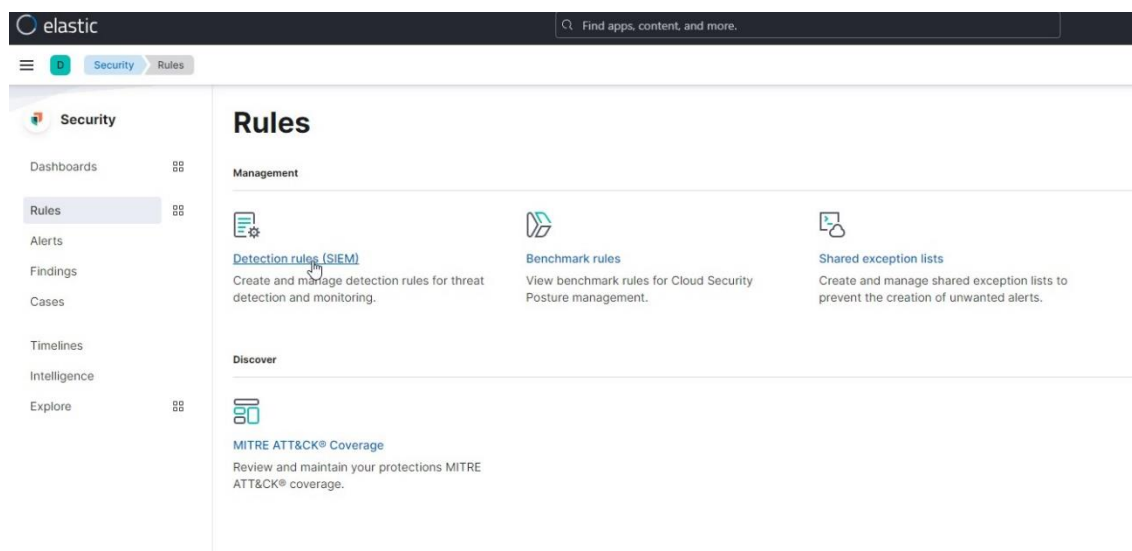 elastic
Find apps, content, and more.
D
Security
Rules
Security
Dashboards
Rules
Alerts
Findings
Cases
Timelines
Intelligence
Explore
Rules
Management
Detection rules (SIEM)
Create and manage detection rules for threat
detection and monitoring.
Benchmark rules
View benchmark rules for Cloud Security
Posture management.
Shared exception lists
Create and manage shared exception lists to
prevent the creation of unwanted alerts.
Discover
MITRE ATT&CK® Coverage
Review and maintain your protections MITRE
ATT&CK® coverage.